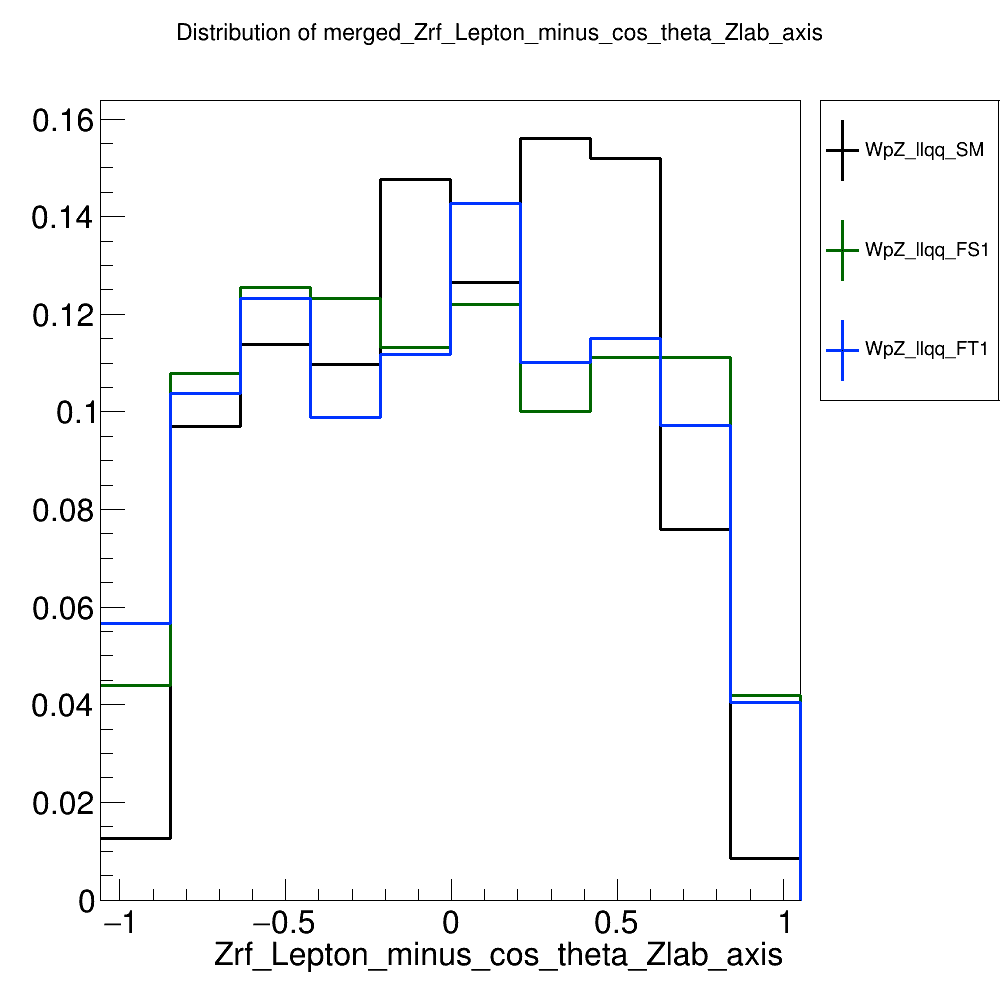 Distribution of merged_Zrf_Lepton_minus_cos_theta_Zlab_axis
0.16
0.14
0.12
0.1
0.08
0.06
0.04
0.02
0
−1
−0.5
0
0.5
1
Zrf_Lepton_minus_cos_theta_Zlab_axis
WpZ_llqq_SM
WpZ_llqq_FS1
WpZ_llqq_FT1